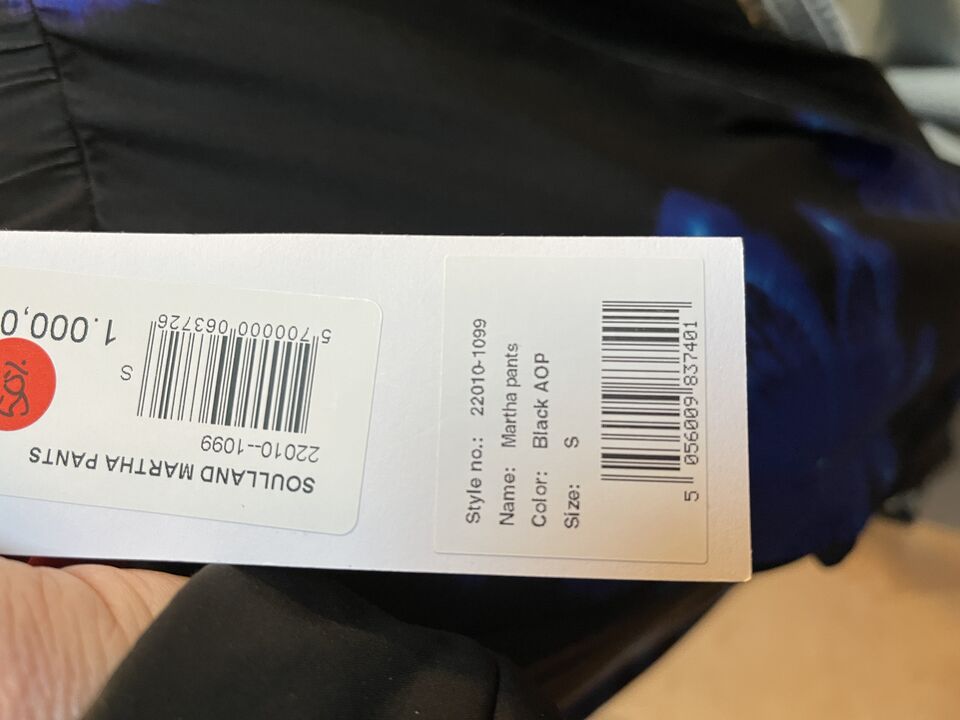 SOULLAND MARTHA PANTS
22010--1099
5 700000 063726
S
1.000,0
50%
Style no.: 22010-1099
Name: Martha pants
Color: Black AOP
Size: S
5 056009 837401